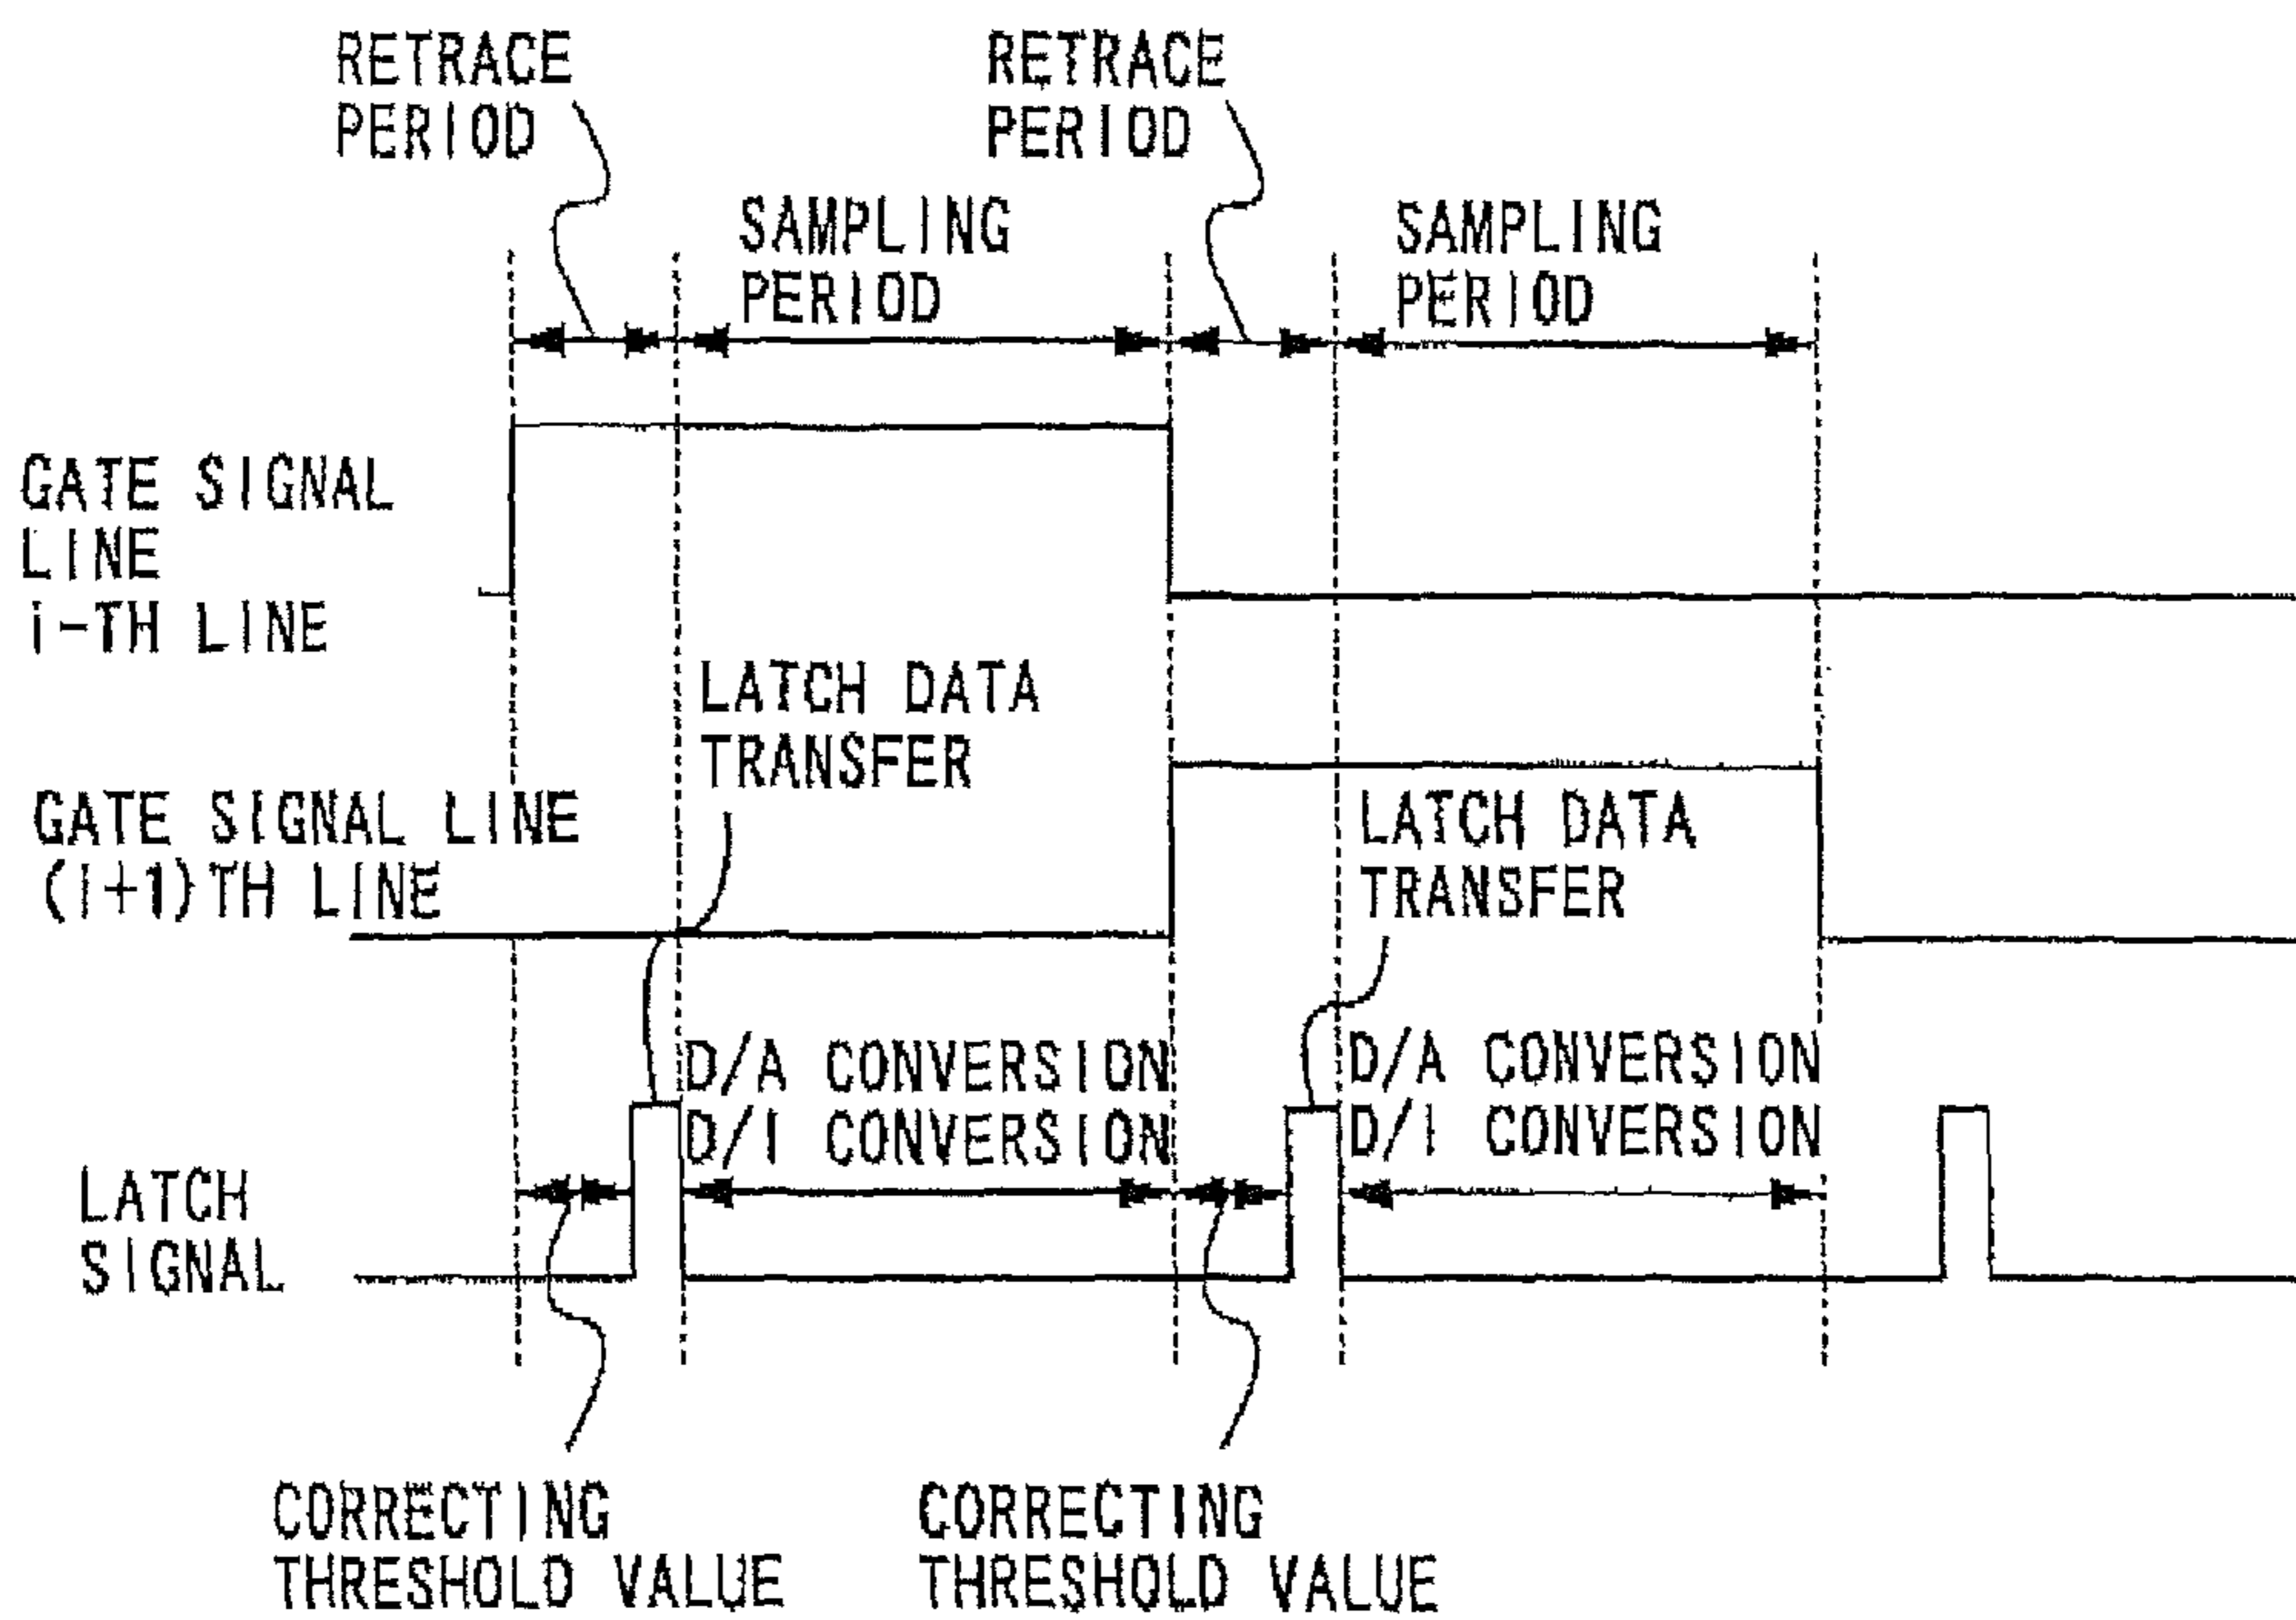 RETRACE
PERIOD
RETRACE
PERIOD
SAMPLING
PERIOD
SAMPLING
PERIOD
GATE SIGNAL
LINE
i-TH LINE
LATCH DATA
TRANSFER
GATE SIGNAL LINE
(i+1)TH LINE
LATCH DATA
TRANSFER
D/A CONVERSION
D/I CONVERSION
D/A CONVERSION
D/I CONVERSION
LATCH
SIGNAL
CORRECTING
THRESHOLD VALUE
CORRECTING
THRESHOLD VALUE